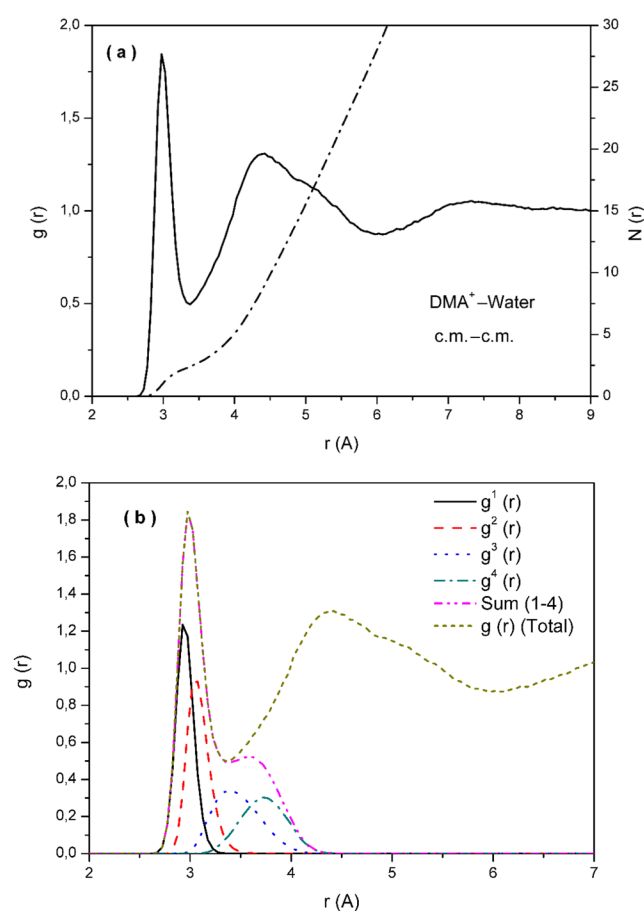 ( a )
2,0
1,5
1,0
0,5
0,0
g (r)
30
25
20
15
10
5
0
N (r)
DMA+–Water
c.m.–c.m.
2 3 4 5 6 7 8 9
r (A)
( b )
2,0
1,8
1,6
1,4
1,2
1,0
0,8
0,6
0,4
0,2
0,0
g (r)
g1 (r)
g2 (r)
g3 (r)
g4 (r)
Sum (1-4)
g (r) (Total)
2 3 4 5 6 7
r (A)